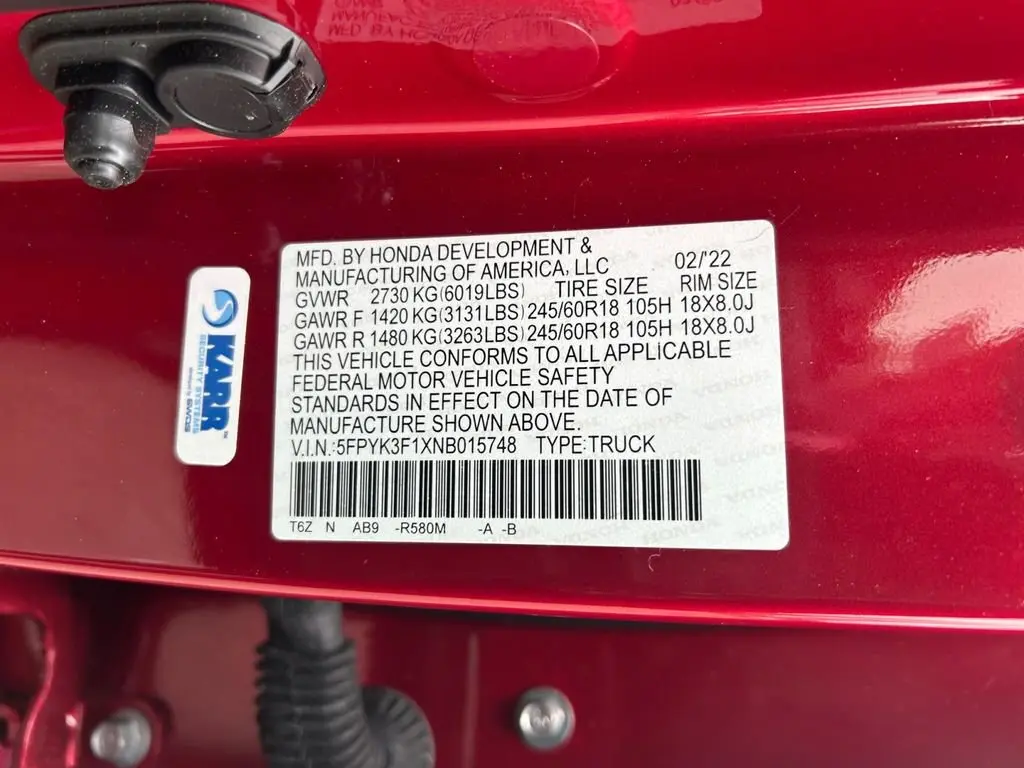 MFD. BY HONDA DEVELOPMENT &
MANUFACTURING OF AMERICA, LLC 02/'22
GVWR 2730 KG(6019LBS) TIRE SIZE RIM SIZE
GAWR F 1420 KG(3131LBS) 245/60R18 105H 18X8.0J
GAWR R 1480 KG(3263LBS) 245/60R18 105H 18X8.0J
THIS VEHICLE CONFORMS TO ALL APPLICABLE
FEDERAL MOTOR VEHICLE SAFETY
STANDARDS IN EFFECT ON THE DATE OF
MANUFACTURE SHOWN ABOVE.
V.I.N.:5FPYK3F1XNB015748 TYPE:TRUCK
T6Z N AB9 -R580M -A -B
KARR™
SECURITY SYSTEMS